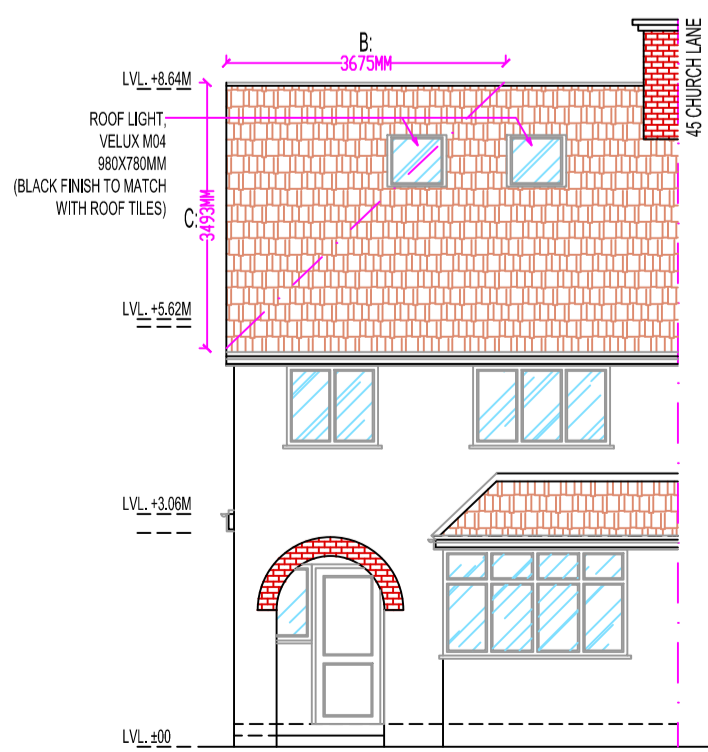 B:
3675MM
LVL. +8.64M
ROOF LIGHT,
VELUX M04
980X780MM
(BLACK FINISH TO MATCH
WITH ROOF TILES)
C:
3493MM
45 CHURCH LANE
LVL. +5.62M
LVL. +3.06M
LVL. ±00